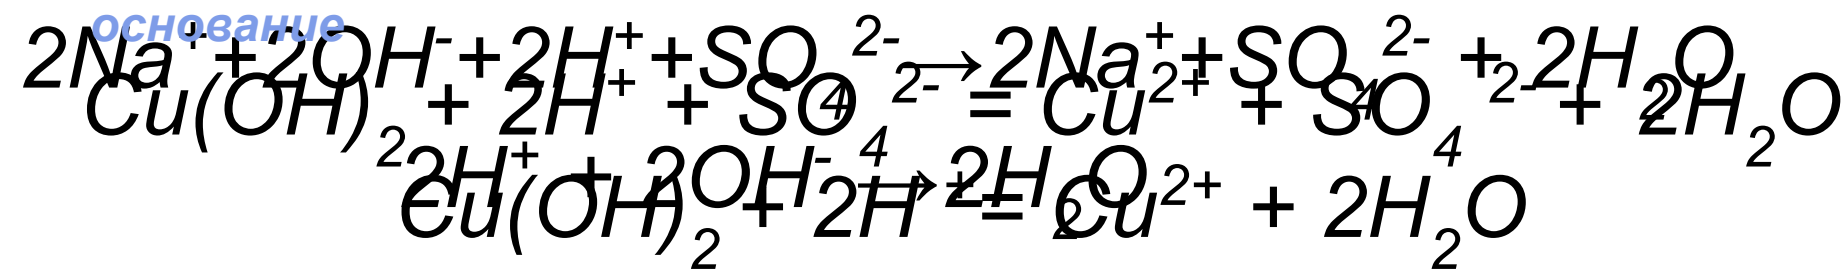 основание
2Na⁺+2OH⁻+2H⁺+SO₄²⁻→2Na⁺+SO₄²⁻ + 2H₂O
Cu(OH)₂ + 2H⁺ + SO₄²⁻ = Cu²⁺ + SO₄²⁻ + 2H₂O
2H⁺ + 2OH⁻ → 2H₂O
Cu(OH)₂ + 2H⁺ = Cu²⁺ + 2H₂O